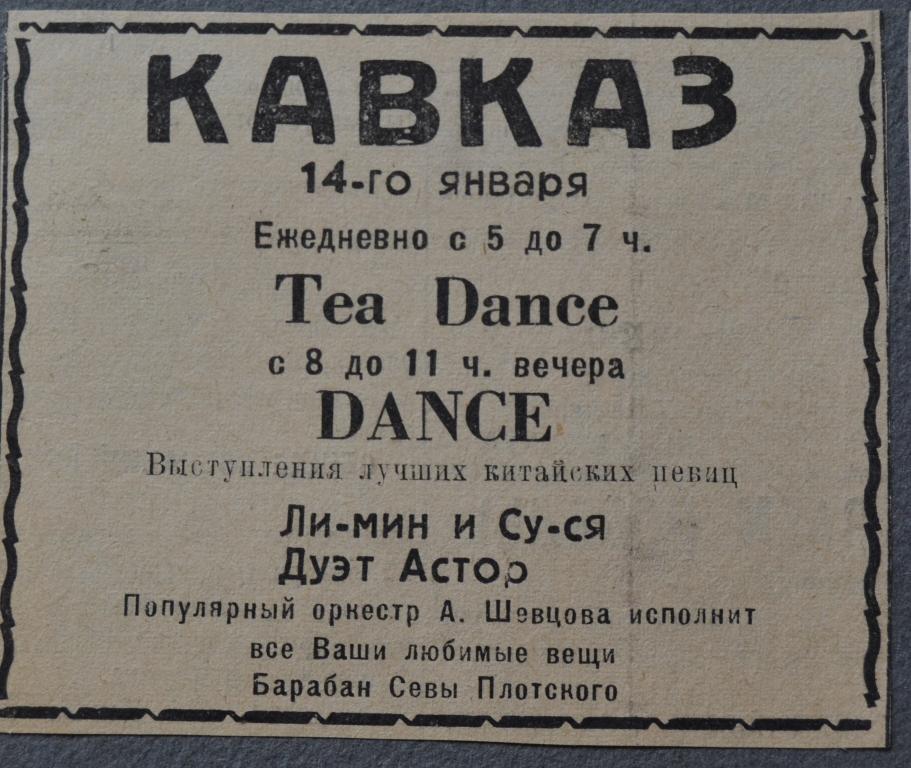 КАВКАЗ
14-го января
Ежедневно с 5 до 7 ч.
Tea Dance
с 8 до 11 ч. вечера
DANCE
Выступления лучших китайских певиц
Ли-мин и Су-ся
Дуэт Астор
Популярный оркестр А. Шевцова исполнит
все Ваши любимые вещи
Барабан Севы Плотского